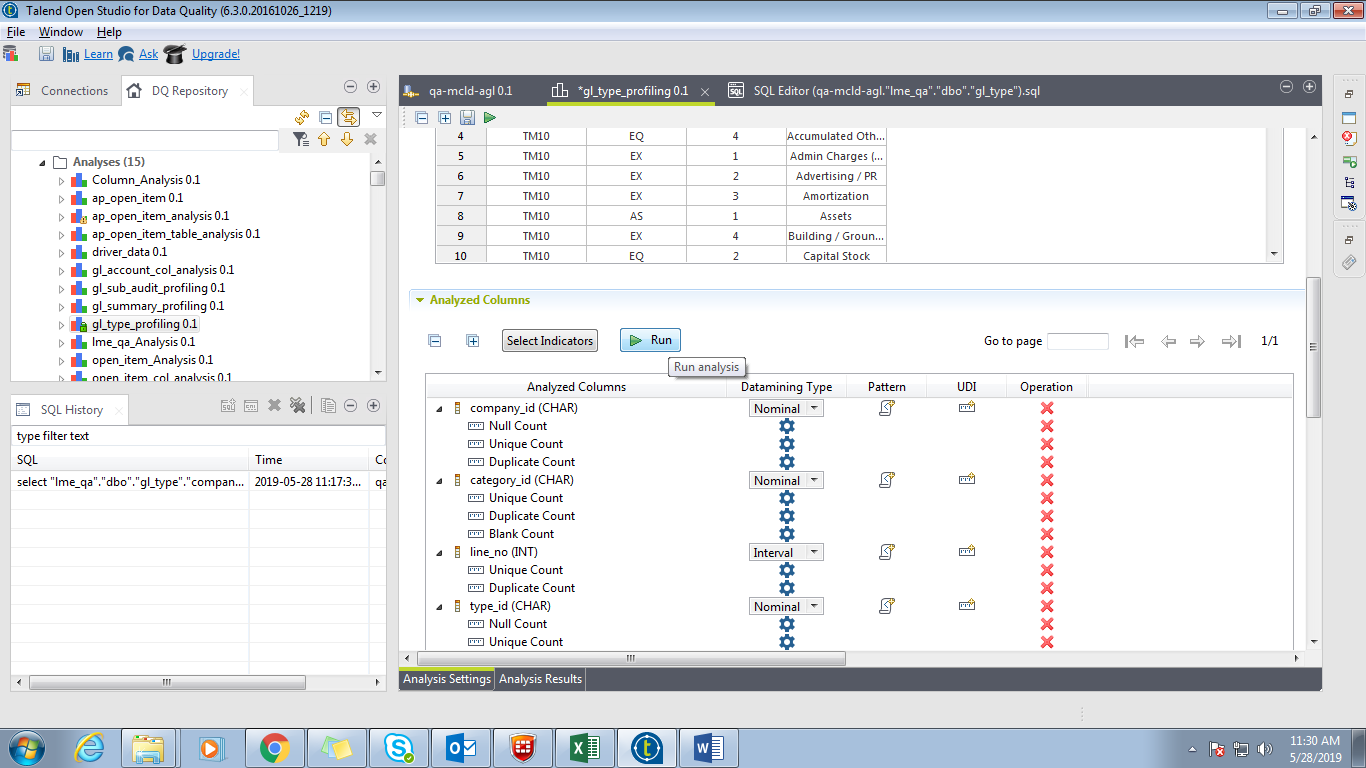 Talend Open Studio for Data Quality (6.3.0.20161026_1219)
File Window Help
Learn Ask Upgrade!
Connections DQ Repository
Analyses (15)
Column_Analysis 0.1
ap_open_item 0.1
ap_open_item_analysis 0.1
ap_open_item_table_analysis 0.1
driver_data 0.1
gl_account_col_analysis 0.1
gl_sub_audit_profiling 0.1
gl_summary_profiling 0.1
gl_type_profiling 0.1
lme_qa_Analysis 0.1
open_item_Analysis 0.1
open_item_col_analysis 0.1
SQL History
type filter text
SQL Time Co
select "lme_qa"."dbo"."gl_type"."compan... 2019-05-28 11:17:3... qa
qa-mcld-agl 0.1 *gl_type_profiling 0.1 SQL Editor (qa-mcld-agl."lme_qa"."dbo"."gl_type").sql
4 TM10 EQ 4 Accumulated Oth...
5 TM10 EX 1 Admin Charges (...
6 TM10 EX 2 Advertising / PR
7 TM10 EX 3 Amortization
8 TM10 AS 1 Assets
9 TM10 EX 4 Building / Groun...
10 TM10 EQ 2 Capital Stock
Analyzed Columns
Select Indicators Run Go to page 1/1
Run analysis
Analyzed Columns Datamining Type Pattern UDI Operation
company_id (CHAR) Nominal
Null Count
Unique Count
Duplicate Count
category_id (CHAR) Nominal
Unique Count
Duplicate Count
Blank Count
line_no (INT) Interval
Unique Count
Duplicate Count
type_id (CHAR) Nominal
Null Count
Unique Count
Analysis Settings Analysis Results
11:30 AM
5/28/2019